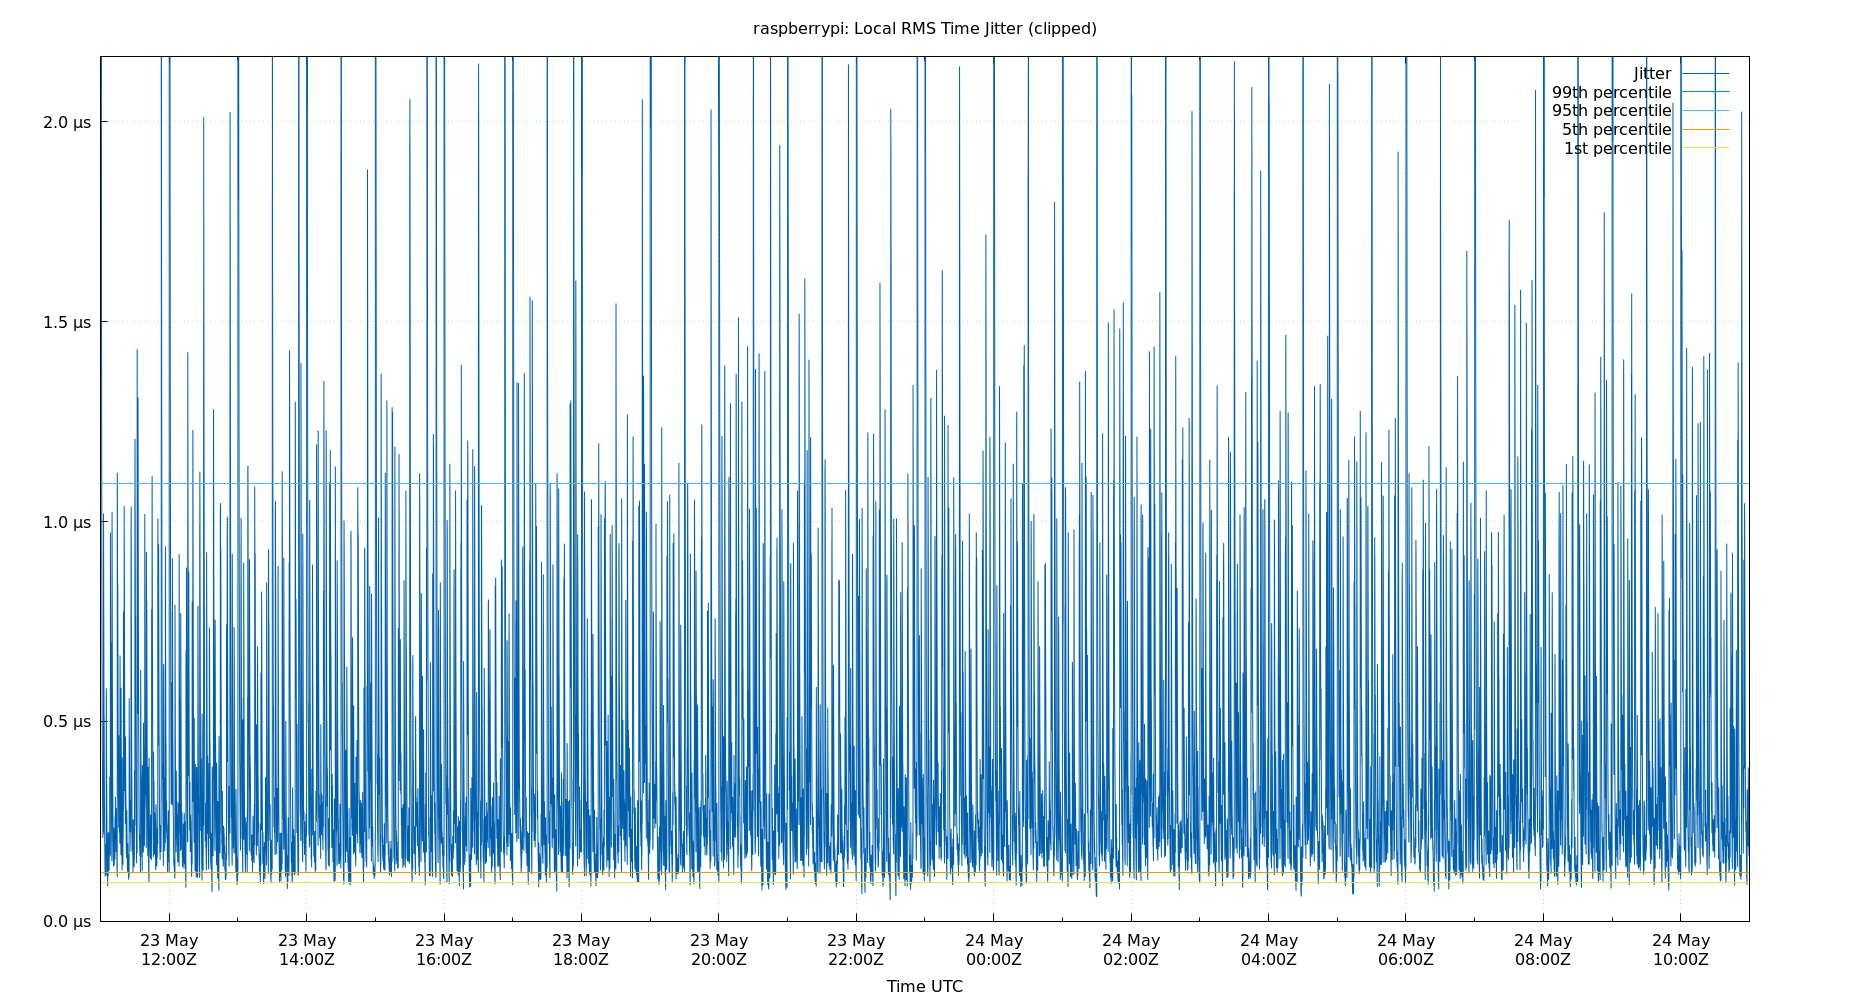 raspberrypi: Local RMS Time Jitter (clipped)
Jitter
99th percentile
95th percentile
5th percentile
1st percentile
2.0 µs
1.5 µs
1.0 µs
0.5 µs
0.0 µs
23 May 23 May 23 May 23 May 23 May 23 May 24 May 24 May 24 May 24 May 24 May 24 May
12:00Z 14:00Z 16:00Z 18:00Z 20:00Z 22:00Z 00:00Z 02:00Z 04:00Z 06:00Z 08:00Z 10:00Z
Time UTC